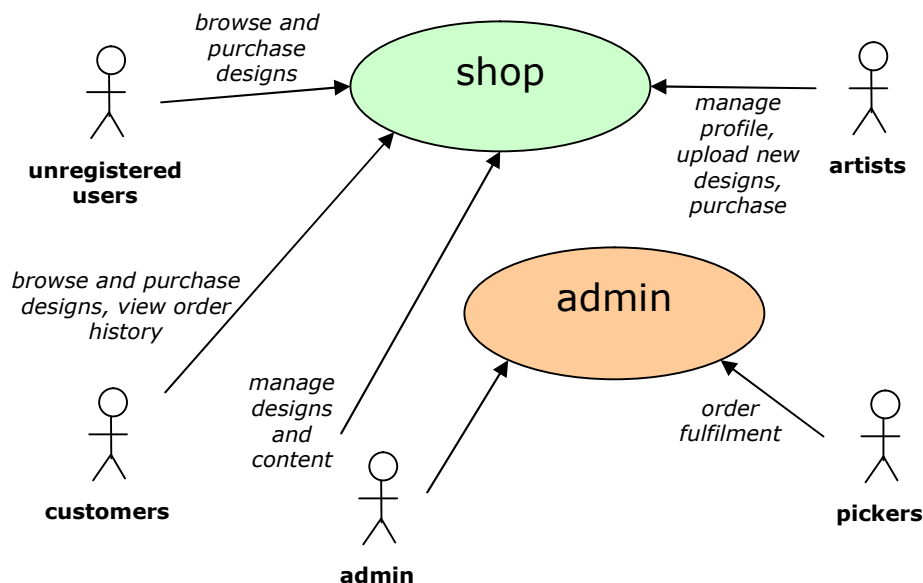 browse and
purchase
designs
shop
unregistered
users
manage
profile,
upload new
designs,
purchase
artists
browse and purchase
designs, view order
history
admin
manage
designs
and
content
order
fulfilment
customers
admin
pickers